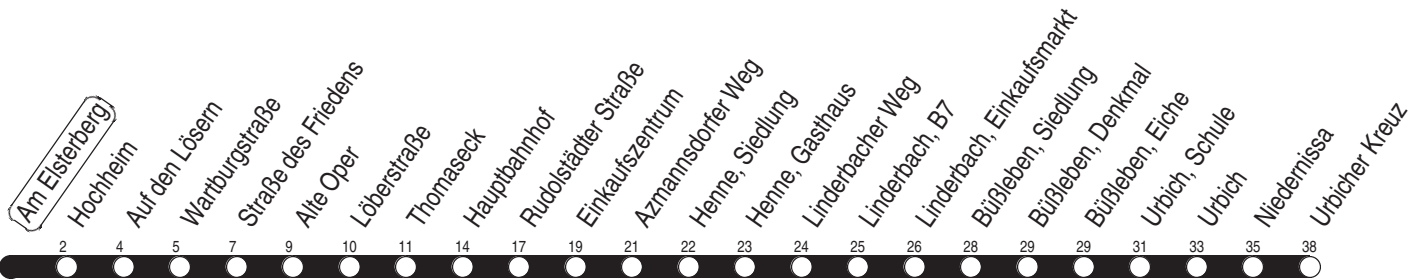 Am Elsterberg
Hochheim
Auf den Lösern
Wartburgstraße
Straße des Friedens
Alte Oper
Löberstraße
Thomaseck
Hauptbahnhof
Rudolstädter Straße
Einkaufszentrum
Azmannsdorfer Weg
Henne, Siedlung
Henne, Gasthaus
Linderbacher Weg
Linderbach, B7
Linderbach, Einkaufsmarkt
Büßleben, Siedlung
Büßleben, Denkmal
Büßleben, Eiche
Urbich, Schule
Urbich
Niedernissa
Urbicher Kreuz
2 4 5 7 9 10 11 14 17 19 21 22 23 24 25 26 28 29 29 31 33 35 38